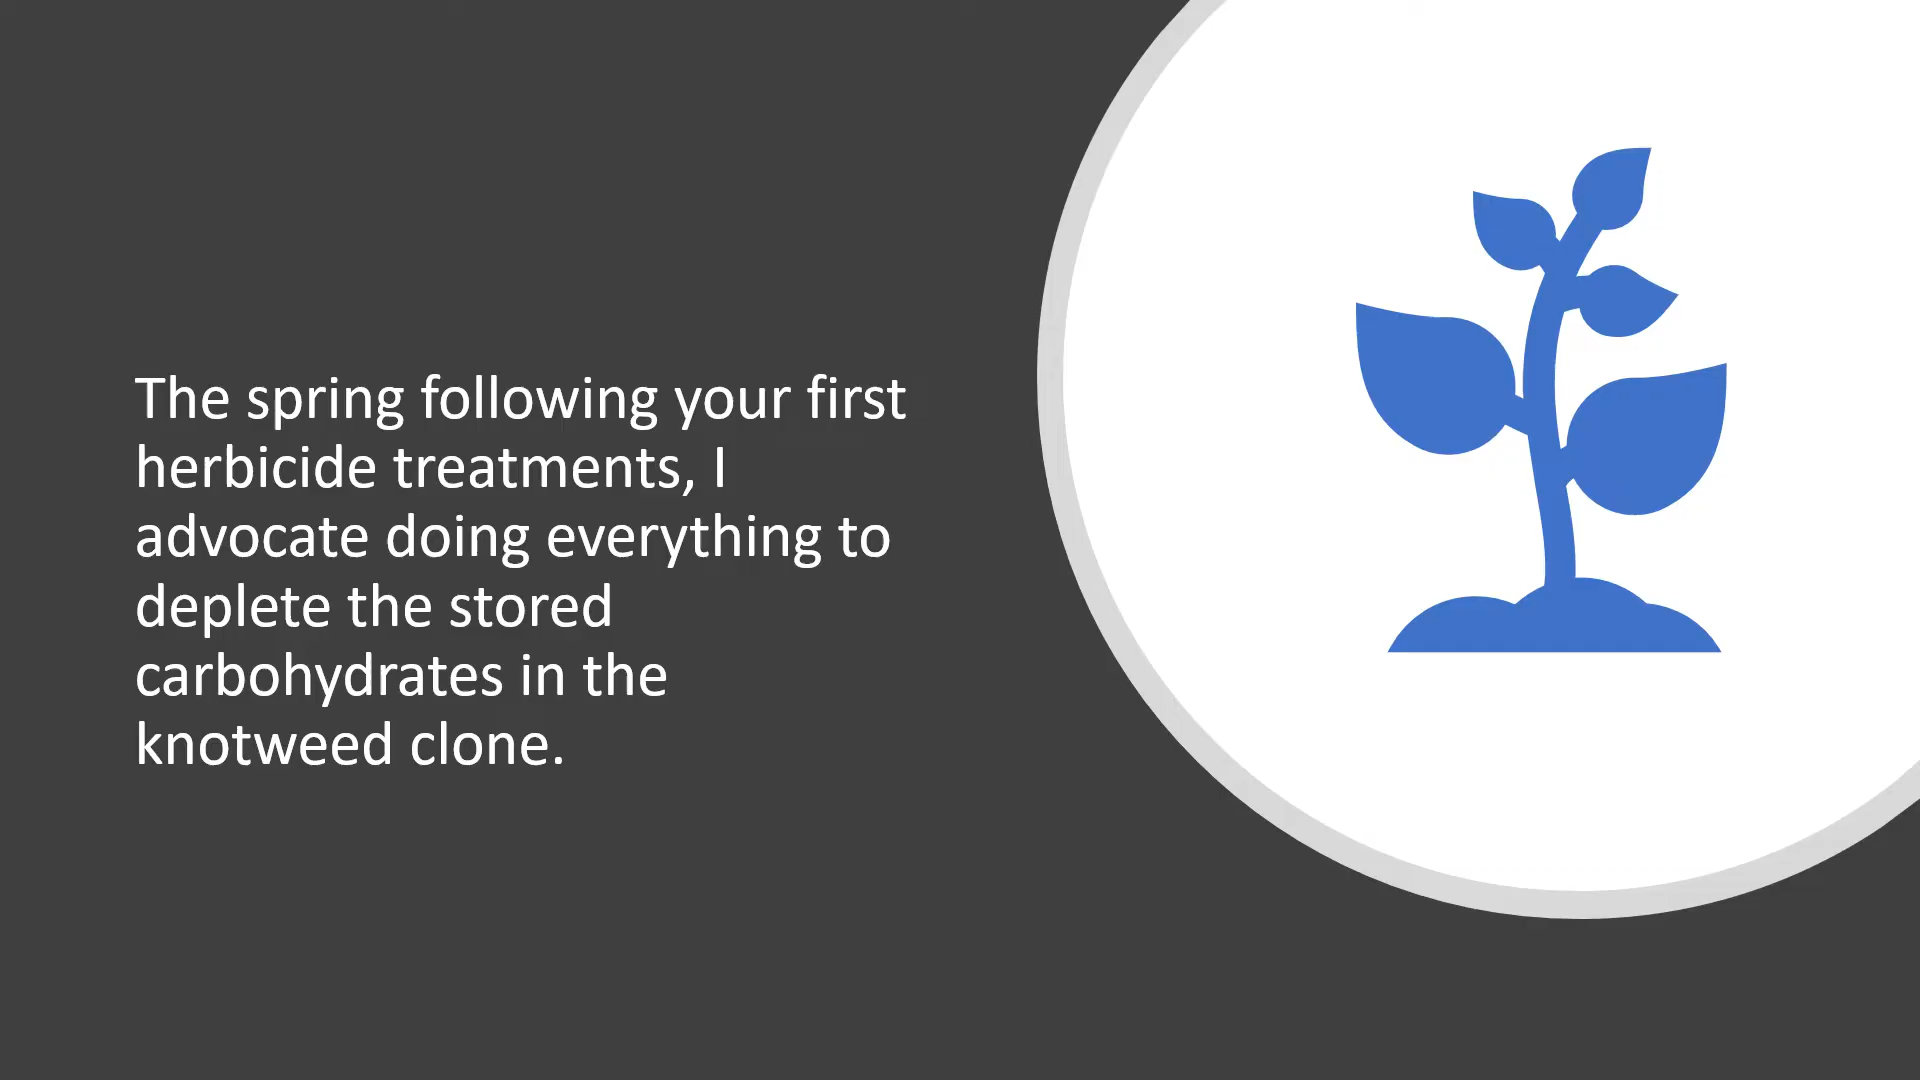 The spring following your first
herbicide treatments, I
advocate doing everything to
deplete the stored
carbohydrates in the
knotweed clone.